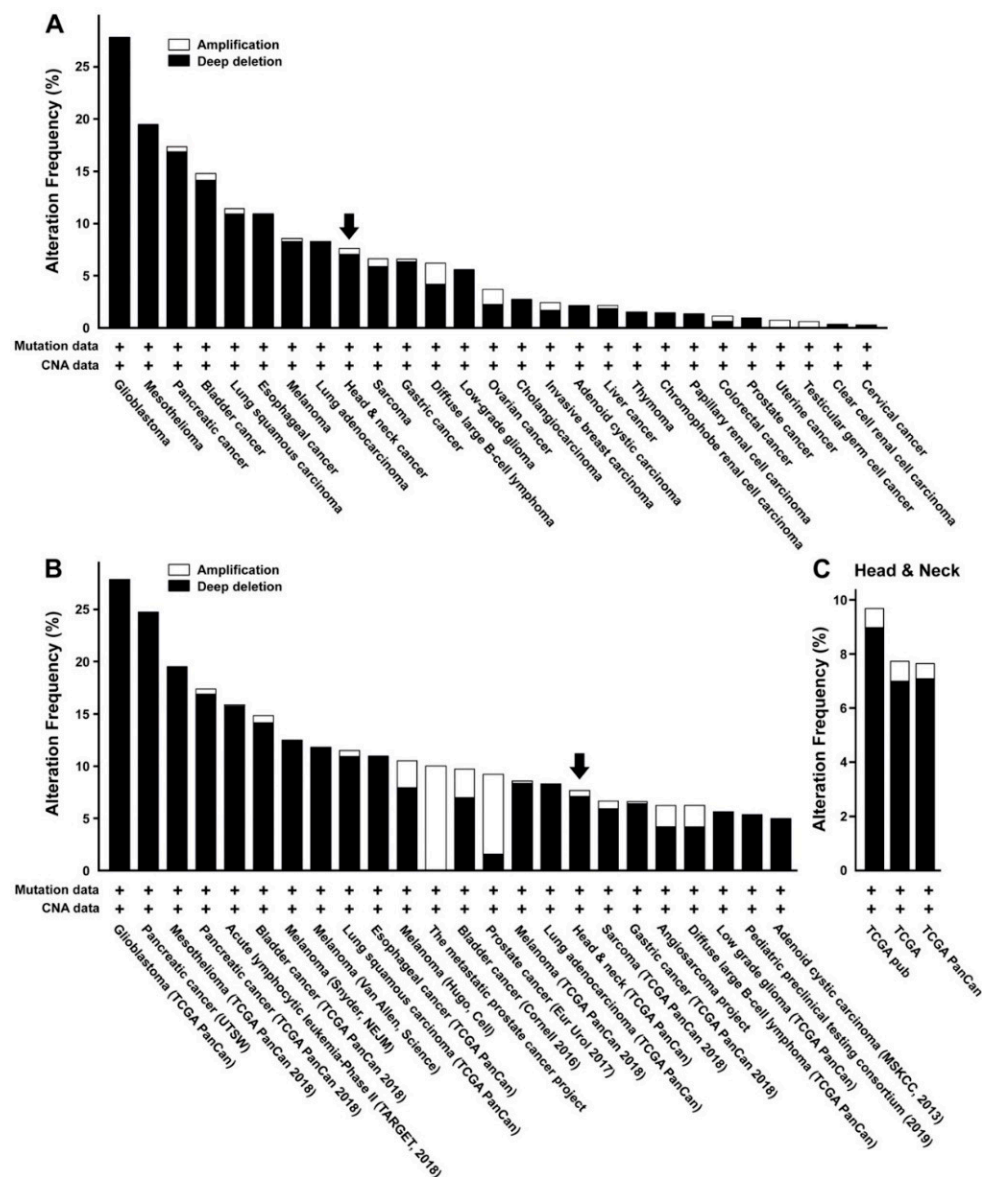 A
Amplification
Deep deletion
Alteration Frequency (%)
25
20
15
10
5
0
Mutation data + + + + + + + + + + + + + + + + + + + + + + + + + + +
CNA data + + + + + + + + + + + + + + + + + + + + + + + + + + +
Glioblastoma
Mesothelioma
Pancreatic cancer
Bladder cancer
Lung squamous carcinoma
Esophageal cancer
Melanoma
Lung adenocarcinoma
Head & neck cancer
Sarcoma
Gastric cancer
Diffuse large B-cell lymphoma
Low-grade glioma
Ovarian cancer
Cholangiocarcinoma
Invasive breast carcinoma
Adenoid cystic carcinoma
Liver cancer
Thymoma
Chromophobe renal cell carcinoma
Papillary renal cell carcinoma
Colorectal cancer
Prostate cancer
Uterine cancer
Testicular germ cell cancer
Clear cell renal carcinoma
Cervical cancer
B
Amplification
Deep deletion
Alteration Frequency (%)
25
20
15
10
5
0
Mutation data + + + + + + + + + + + + + + + + + + + + + + + +
CNA data + + + + + + + + + + + + + + + + + + + + + + + +
Glioblastoma (TCGA PanCan)
Pancreatic cancer (UTSW)
Mesothelioma (TCGA PanCan 2018)
Pancreatic cancer (TCGA PanCan 2018)
Acute lymphocytic leukemia-Phase II (TARGET, 2018)
Bladder cancer (TCGA PanCan 2018)
Melanoma (Snyder, NEJM)
Melanoma (Van Allen, Science)
Lung squamous carcinoma (TCGA PanCan)
Esophageal cancer (TCGA PanCan)
Melanoma (Hugo, Cell)
The metastatic prostate cancer project
Bladder cancer (Cornell 2016)
Prostate cancer (Eur Urol 2017)
Melanoma (TCGA PanCan 2018)
Lung adenocarcinoma (TCGA PanCan)
Head & neck (TCGA PanCan 2018)
Sarcoma (TCGA PanCan 2018)
Gastric cancer (TCGA PanCan 2018)
Angiosarcoma project
Diffuse large B-cell lymphoma (TCGA PanCan)
Low grade glioma (TCGA PanCan)
Pediatric preclinical testing consortium (2019)
Adenoid cystic carcinoma (MSKCC, 2013)
C
Head & Neck
Alteration Frequency (%)
10
8
6
4
2
0
+ + +
+ + +
TCGA pub
TCGA
TCGA PanCan